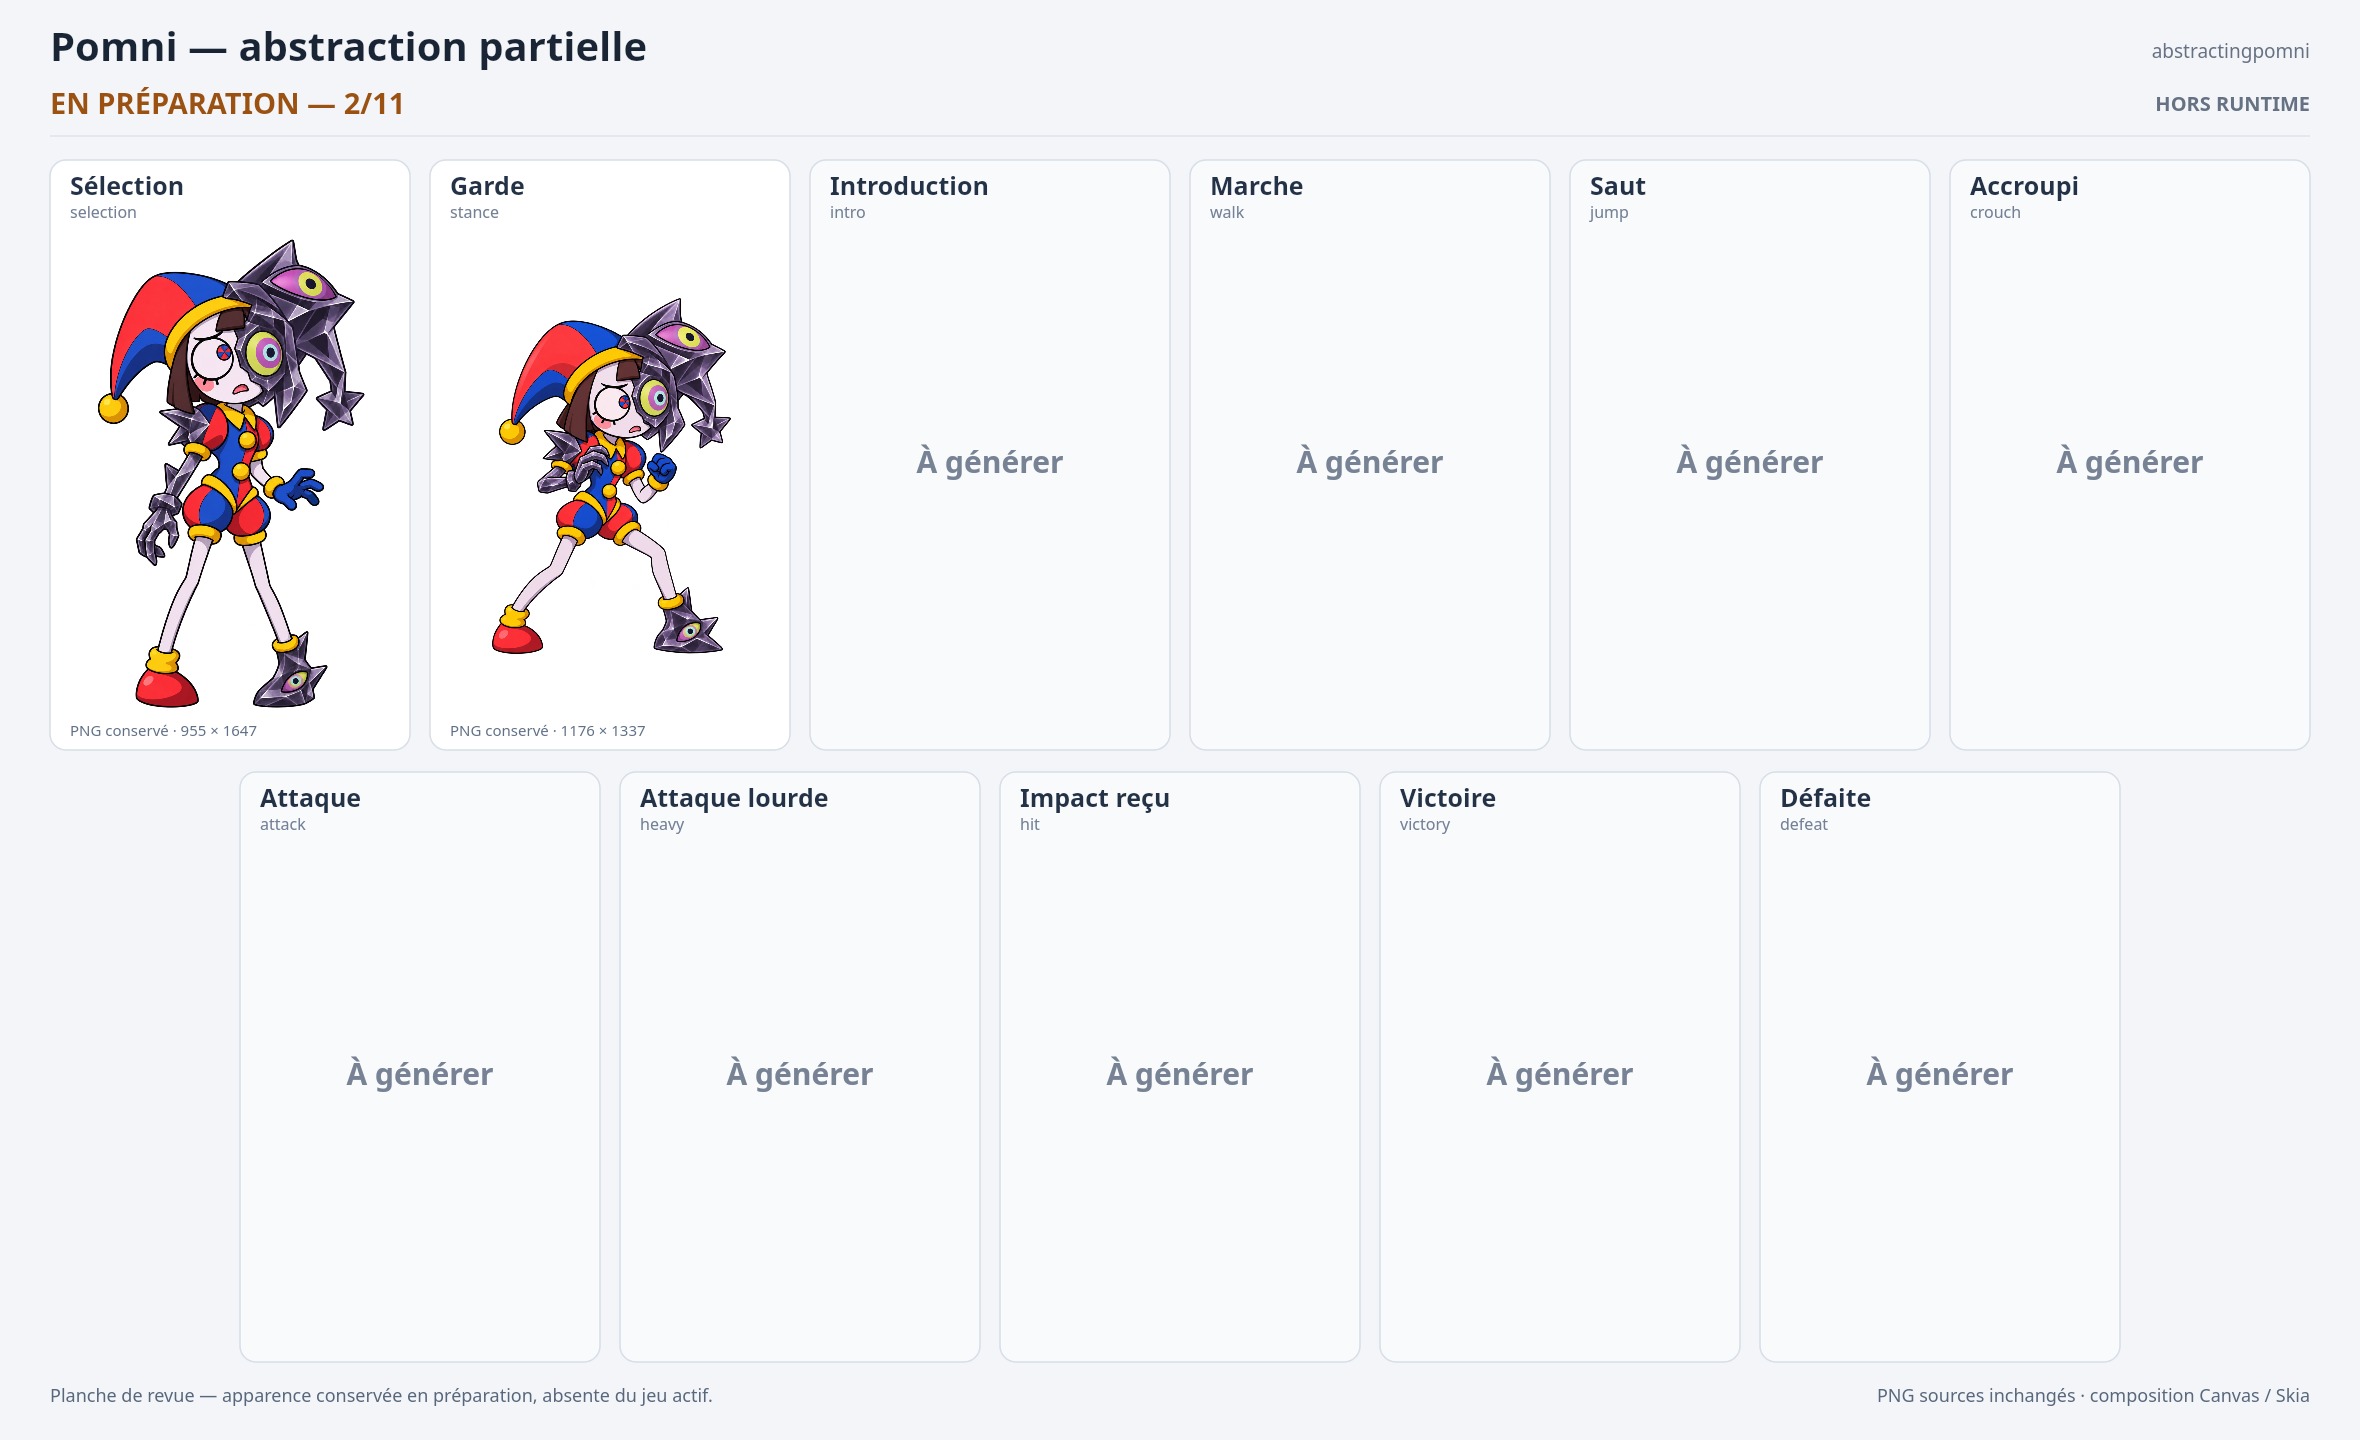 Pomni — abstraction partielle
abstractingpomni
EN PRÉPARATION — 2/11
HORS RUNTIME
Sélection
selection
PNG conservé · 955 × 1647
Garde
stance
PNG conservé · 1176 × 1337
Introduction
intro
À générer
Marche
walk
À générer
Saut
jump
À générer
Accroupi
crouch
À générer
Attaque
attack
À générer
Attaque lourde
heavy
À générer
Impact reçu
hit
À générer
Victoire
victory
À générer
Défaite
defeat
À générer
Planche de revue — apparence conservée en préparation, absente du jeu actif.
PNG sources inchangés · composition Canvas / Skia